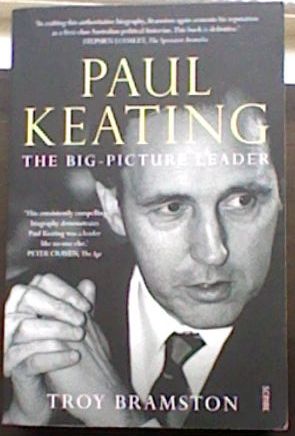 'In crafting this authoritative biography, Bramston again cements his reputation
as a first-class Australian political historian. This book is definitive.'
STEPHEN LOOSLEY, The Spectator Australia
PAUL
KEATING
THE BIG-PICTURE LEADER
'This consistently compelling
biography demonstrates
Paul Keating was a leader
like no one else.'
PETER CRAVEN, The Age
TROY BRAMSTON
SCRIBE